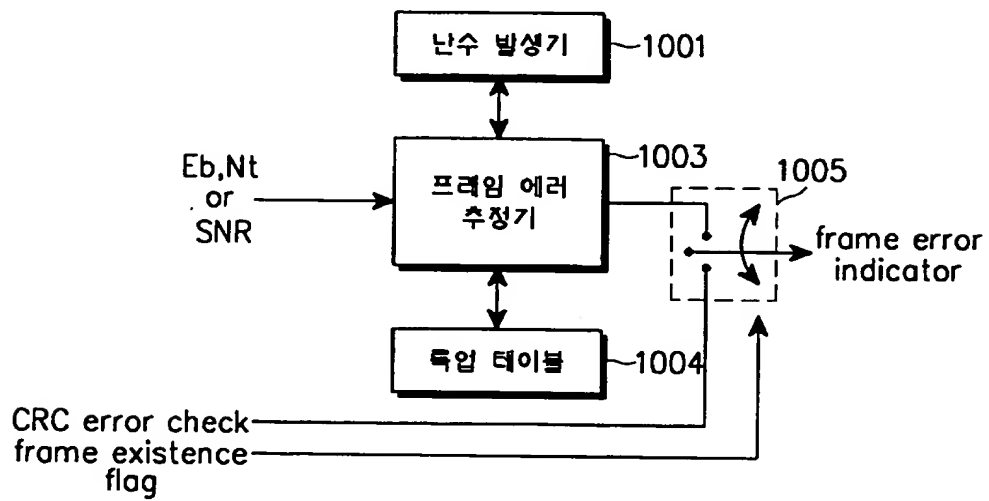 난수 발생기
1001
Eb,Nt
or
SNR
프레임 에러
추정기
1003
1005
frame error
indicator
룩업 테이블
1004
CRC error check
frame existence
flag